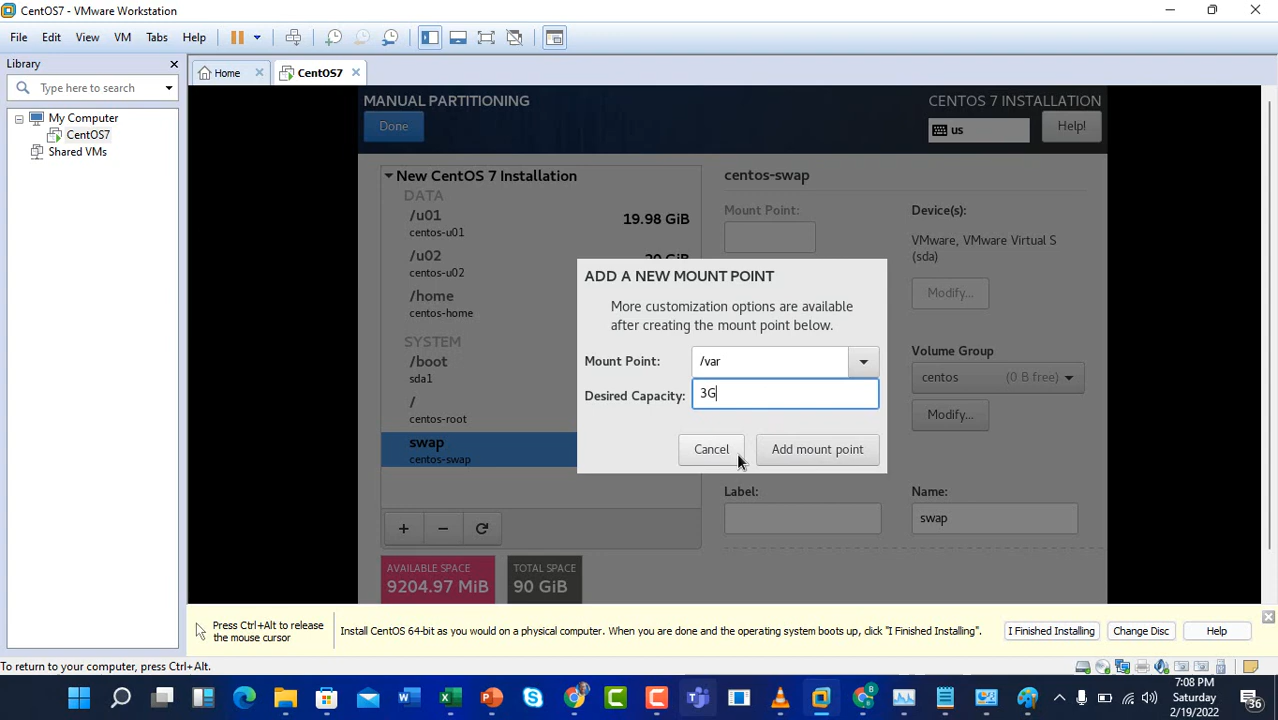 CentOS7 - VMware Workstation
File Edit View VM Tabs Help
Library
Type here to search
My Computer
CentOS7
Shared VMs
Home
CentOS7
MANUAL PARTITIONING
Done
CENTOS 7 INSTALLATION
us
Help!
New CentOS 7 Installation
DATA
/u01
centos-u01
19.98 GiB
/u02
centos-u02
20 GiB
/home
centos-home
SYSTEM
/boot
sda1
/
centos-root
swap
centos-swap
AVAILABLE SPACE
9204.97 MiB
TOTAL SPACE
90 GiB
centos-swap
Mount Point:
Device(s):
VMware, VMware Virtual S
(sda)
Modify...
Volume Group
centos (0 B free)
Modify...
Label:
Name:
swap
ADD A NEW MOUNT POINT
More customization options are available
after creating the mount point below.
Mount Point: /var
Desired Capacity: 3G
Cancel Add mount point
Press Ctrl+Alt to release
the mouse cursor
Install CentOS 64-bit as you would on a physical computer. When you are done and the operating system boots up, click "I Finished Installing".
I Finished Installing Change Disc Help
To return to your computer, press Ctrl+Alt.
7:08 PM
Saturday
2/19/2022
36